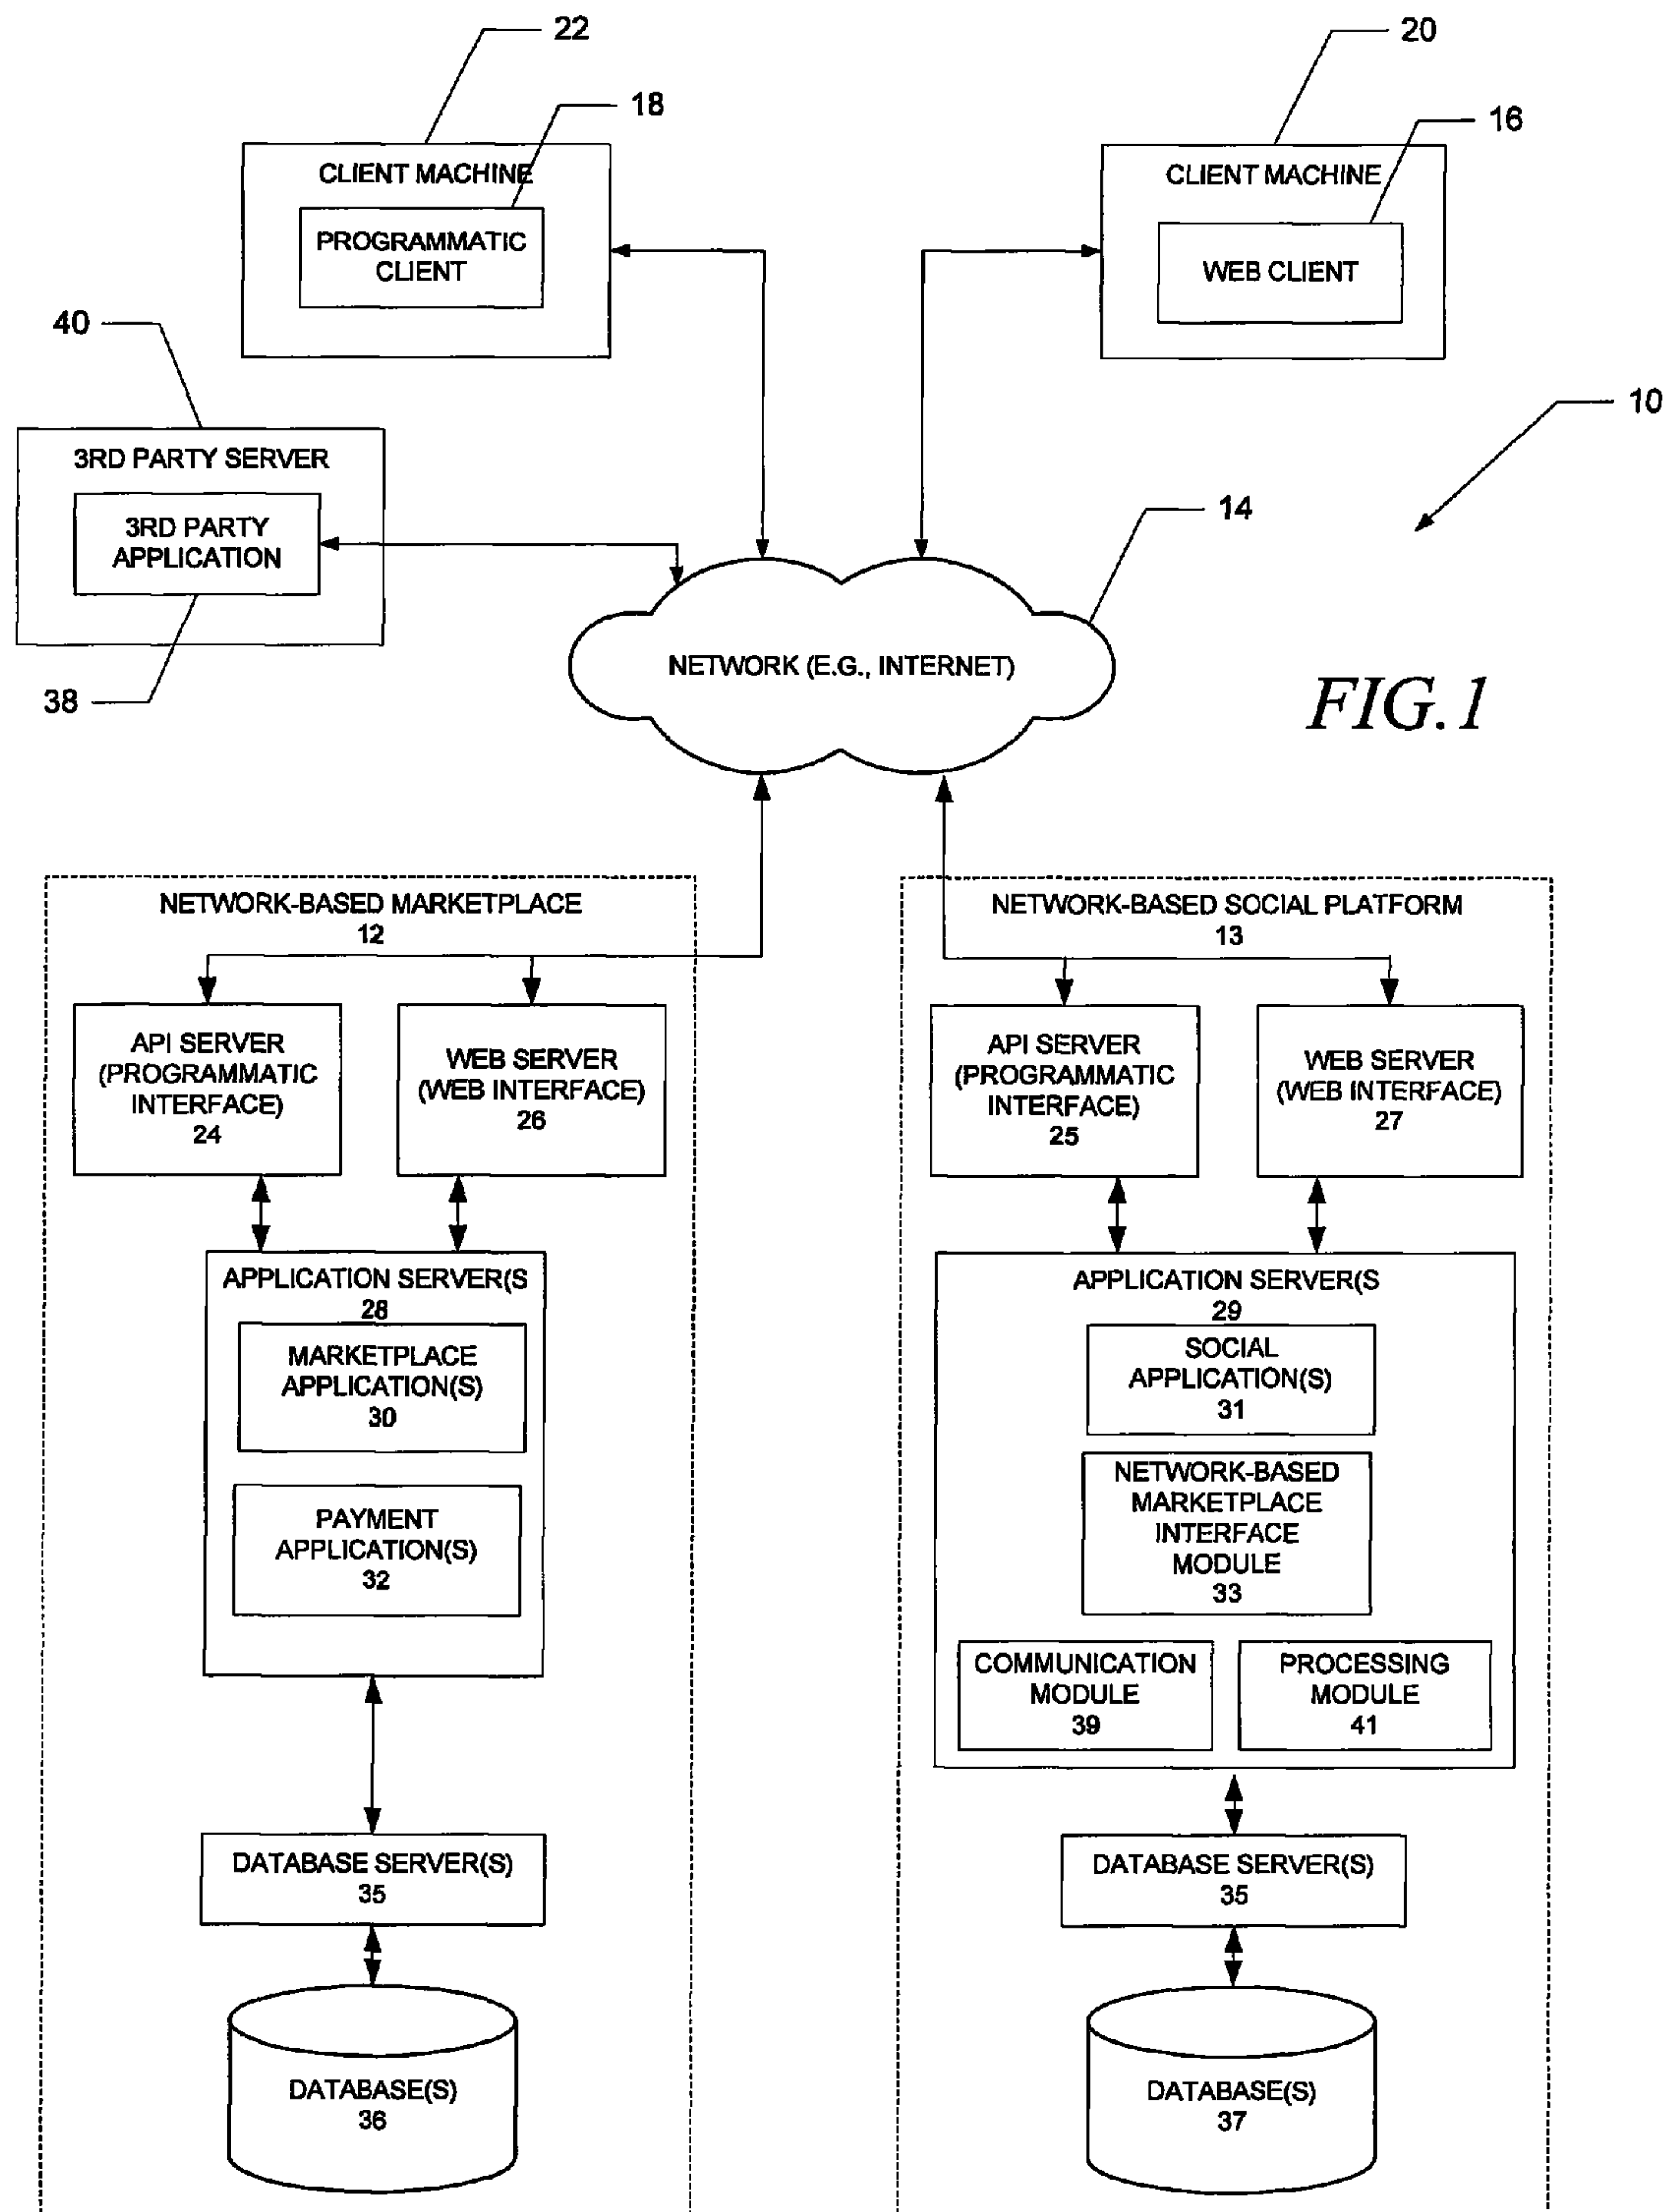 22
20
18
16
CLIENT MACHINE
PROGRAMMATIC
CLIENT
CLIENT MACHINE
WEB CLIENT
40
10
3RD PARTY SERVER
3RD PARTY
APPLICATION
38
14
NETWORK (E.G., INTERNET)
FIG. 1
NETWORK-BASED MARKETPLACE
12
API SERVER
(PROGRAMMATIC
INTERFACE)
24
WEB SERVER
(WEB INTERFACE)
26
APPLICATION SERVER(S
28
MARKETPLACE
APPLICATION(S)
30
PAYMENT
APPLICATION(S)
32
DATABASE SERVER(S)
35
DATABASE(S)
36
NETWORK-BASED SOCIAL PLATFORM
13
API SERVER
(PROGRAMMATIC
INTERFACE)
25
WEB SERVER
(WEB INTERFACE)
27
APPLICATION SERVER(S
29
SOCIAL
APPLICATION(S)
31
NETWORK-BASED
MARKETPLACE
INTERFACE
MODULE
33
COMMUNICATION
MODULE
39
PROCESSING
MODULE
41
DATABASE SERVER(S)
35
DATABASE(S)
37